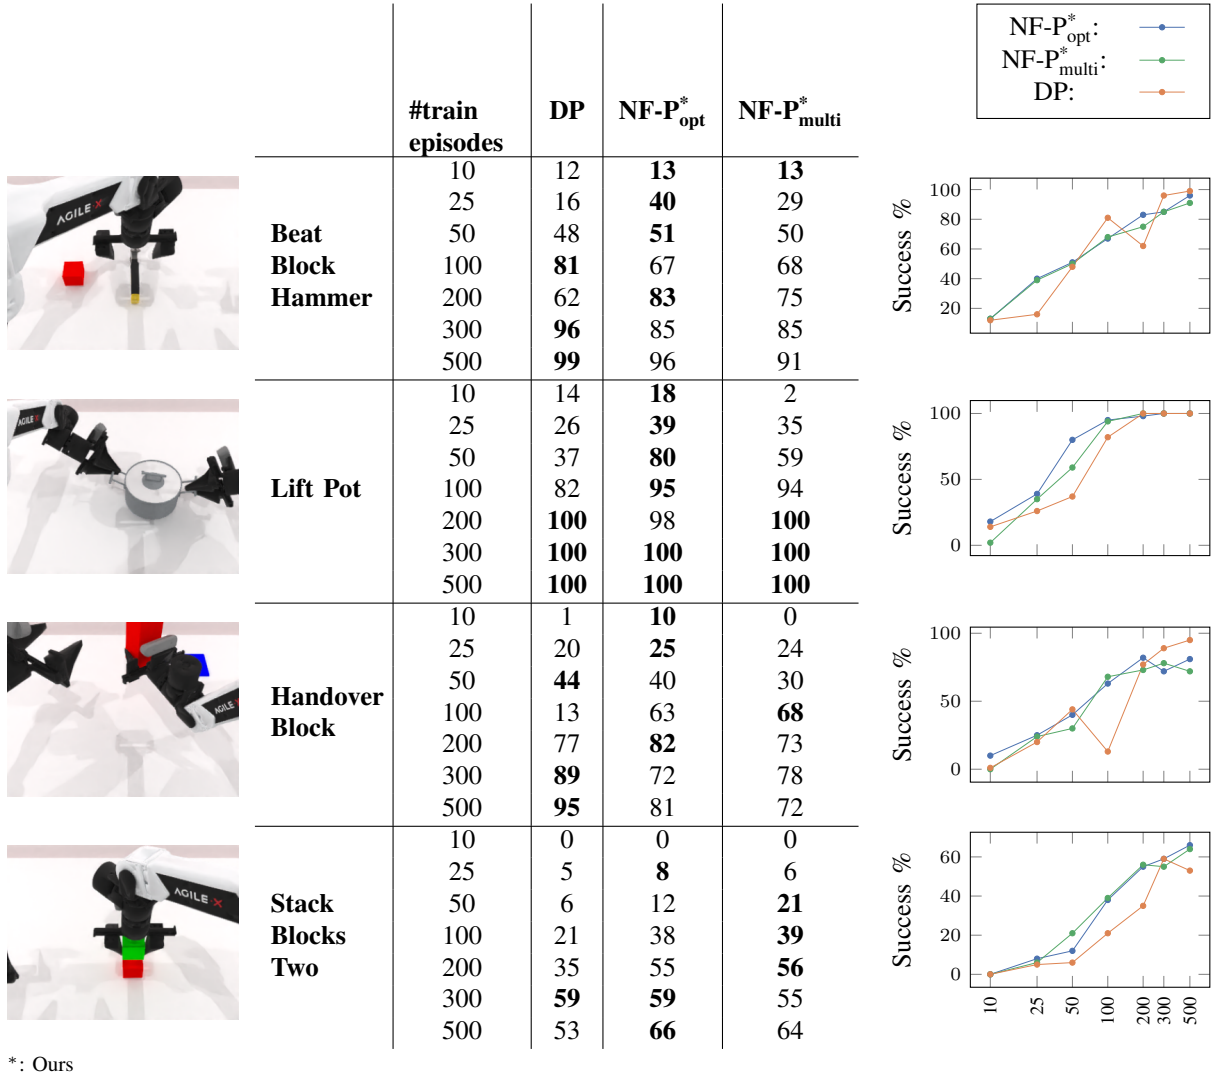 NF-P*opt:
NF-P*multi:
DP:
#train episodes DP NF-P*opt NF-P*multi
Beat Block Hammer
10 12 13 13
25 16 40 29
50 48 51 50
100 81 67 68
200 62 83 75
300 96 85 85
500 99 96 91
AGILE-X
Success %
100
80
60
40
20
Lift Pot
10 14 18 2
25 26 39 35
50 37 80 59
100 82 95 94
200 100 98 100
300 100 100 100
500 100 100 100
AGILE-X
Success %
100
50
0
Handover Block
10 1 10 0
25 20 25 24
50 44 40 30
100 13 63 68
200 77 82 73
300 89 72 78
500 95 81 72
AGILE
Success %
100
50
0
Stack Blocks Two
10 0 0 0
25 5 8 6
50 6 12 21
100 21 38 39
200 35 55 56
300 59 59 55
500 53 66 64
AGILE-X
Success %
60
40
20
0
10 25 50 100 200 300 500
*: Ours